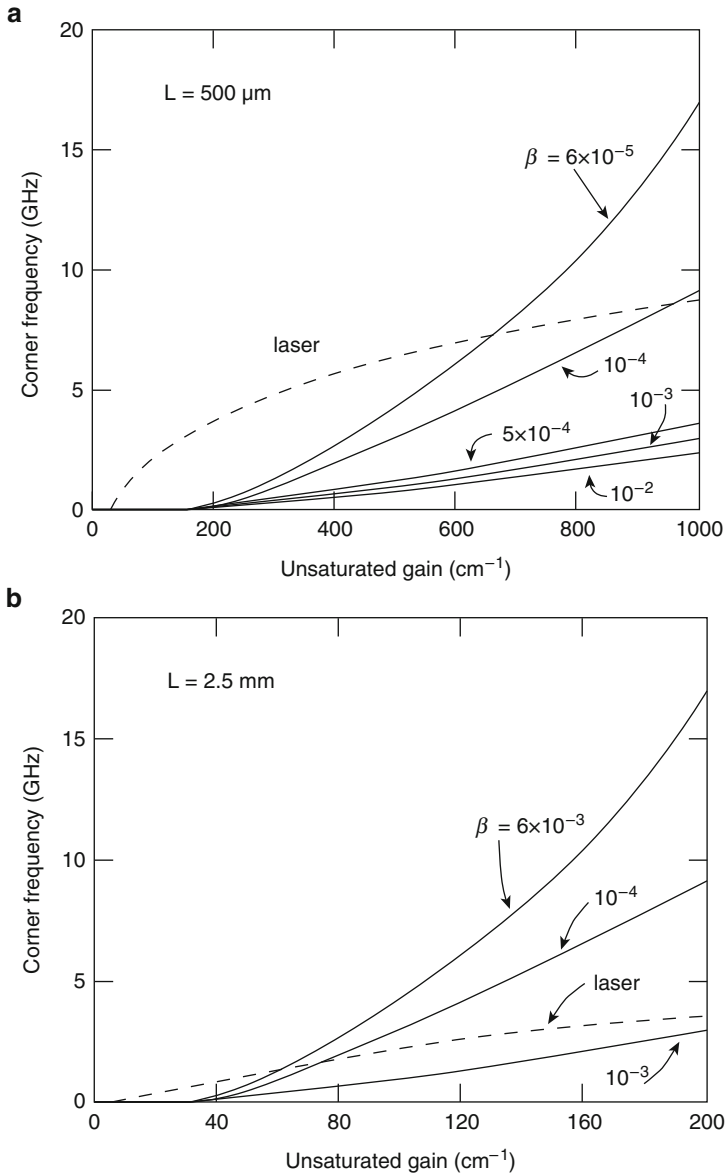 a
L = 500 µm
20
15
10
5
0
Corner frequency (GHz)
β = 6×10⁻⁵
laser
10⁻⁴
10⁻³
5×10⁻⁴
10⁻²
0 200 400 600 800 1000
Unsaturated gain (cm⁻¹)
b
L = 2.5 mm
20
15
10
5
0
Corner frequency (GHz)
β = 6×10⁻³
10⁻⁴
laser
10⁻³
0 40 80 120 160 200
Unsaturated gain (cm⁻¹)